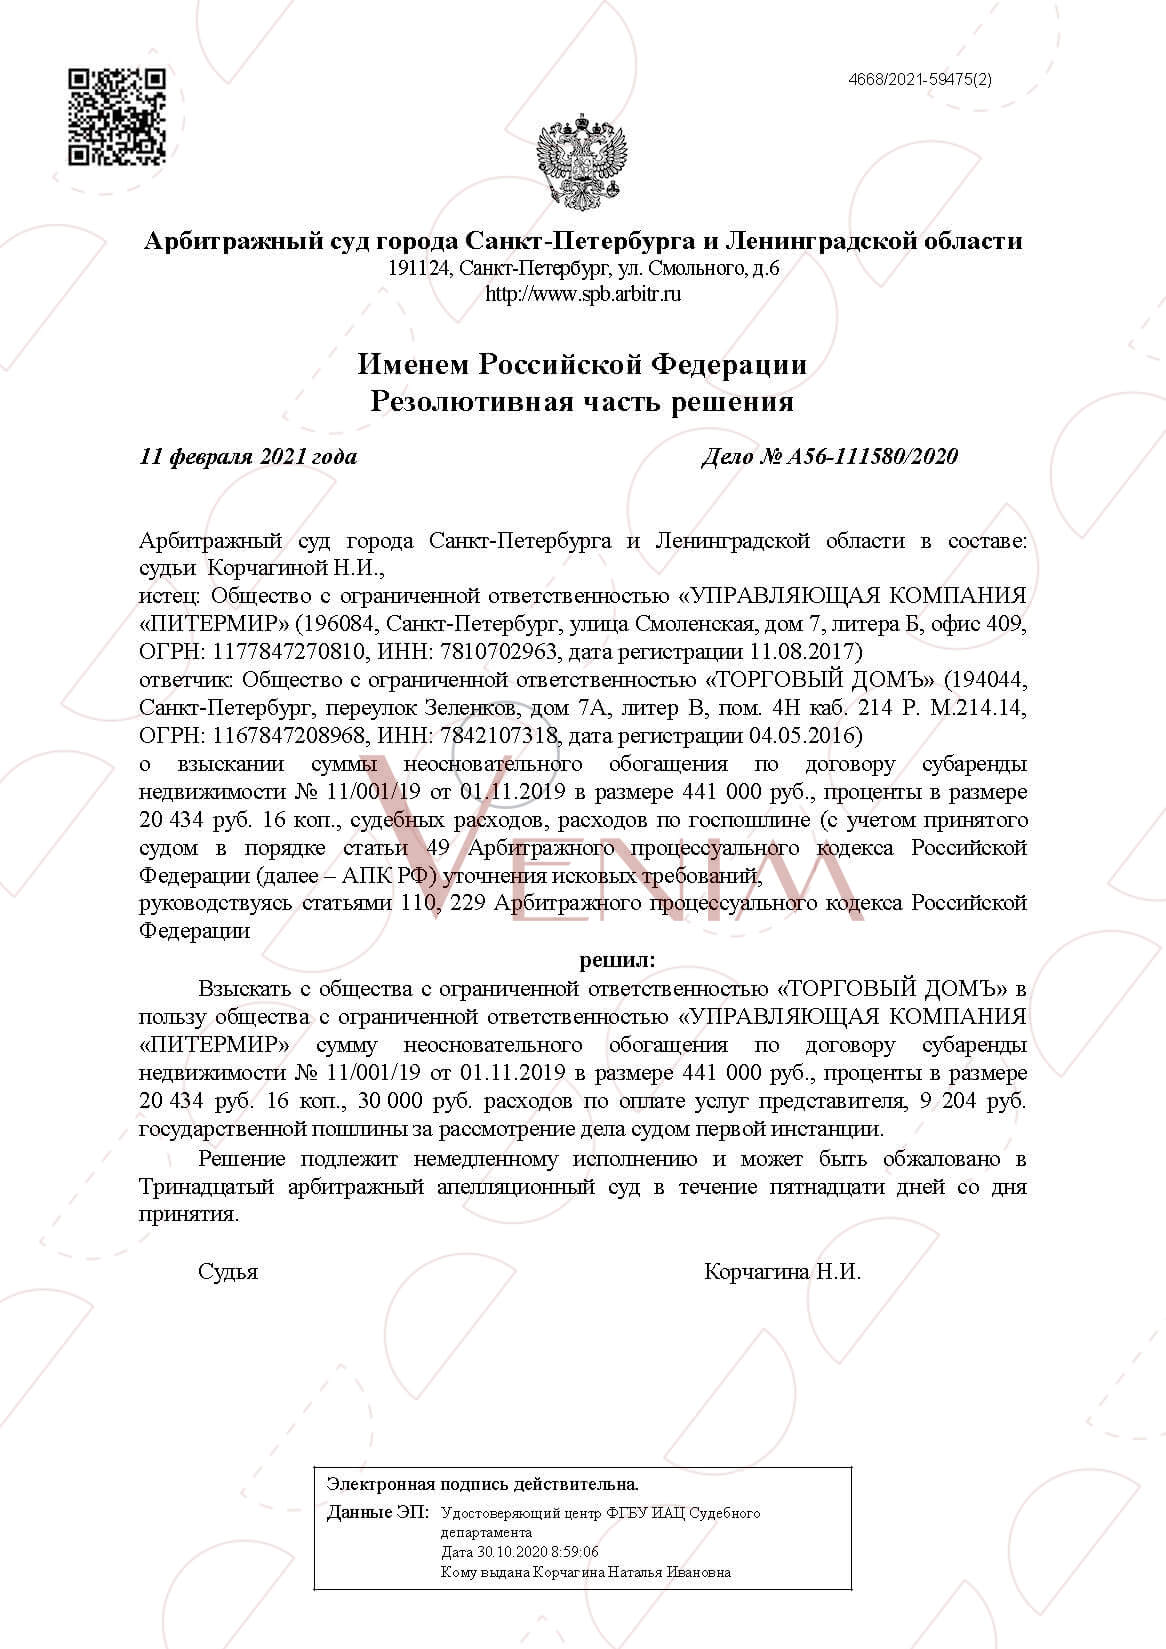 4668/2021-59475(2)
Арбитражный суд города Санкт-Петербурга и Ленинградской области
191124, Санкт-Петербург, ул. Смольного, д.6
http://www.spb.arbitr.ru
Именем Российской Федерации
Резолютивная часть решения
11 февраля 2021 года Дело № А56-111580/2020
Арбитражный суд города Санкт-Петербурга и Ленинградской области в составе:
судьи Корчагиной Н.И.,
истец: Общество с ограниченной ответственностью «УПРАВЛЯЮЩАЯ КОМПАНИЯ
«ПИТЕРМИР» (196084, Санкт-Петербург, улица Смоленская, дом 7, литера Б, офис 409,
ОГРН: 1177847270810, ИНН: 7810702963, дата регистрации 11.08.2017)
ответчик: Общество с ограниченной ответственностью «ТОРГОВЫЙ ДОМЪ» (194044,
Санкт-Петербург, переулок Зеленков, дом 7А, литер В, пом. 4Н каб. 214 Р. М.214.14,
ОГРН: 1167847208968, ИНН: 7842107318, дата регистрации 04.05.2016)
о взыскании суммы неосновательного обогащения по договору субаренды
недвижимости № 11/001/19 от 01.11.2019 в размере 441 000 руб., проценты в размере
20 434 руб. 16 коп., судебных расходов, расходов по госпошлине (с учетом принятого
судом в порядке статьи 49 Арбитражного процессуального кодекса Российской
Федерации (далее – АПК РФ) уточнения исковых требований,
руководствуясь статьями 110, 229 Арбитражного процессуального кодекса Российской
Федерации
VENIM
решил:
Взыскать с общества с ограниченной ответственностью «ТОРГОВЫЙ ДОМЪ» в
пользу общества с ограниченной ответственностью «УПРАВЛЯЮЩАЯ КОМПАНИЯ
«ПИТЕРМИР» сумму неосновательного обогащения по договору субаренды
недвижимости № 11/001/19 от 01.11.2019 в размере 441 000 руб., проценты в размере
20 434 руб. 16 коп., 30 000 руб. расходов по оплате услуг представителя, 9 204 руб.
государственной пошлины за рассмотрение дела судом первой инстанции.
Решение подлежит немедленному исполнению и может быть обжаловано в
Тринадцатый арбитражный апелляционный суд в течение пятнадцати дней со дня
принятия.
Судья Корчагина Н.И.
Электронная подпись действительна.
Данные ЭП: Удостоверяющий центр ФГБУ ИАЦ Судебного
департамента
Дата 30.10.2020 8:59:06
Кому выдана Корчагина Наталья Ивановна